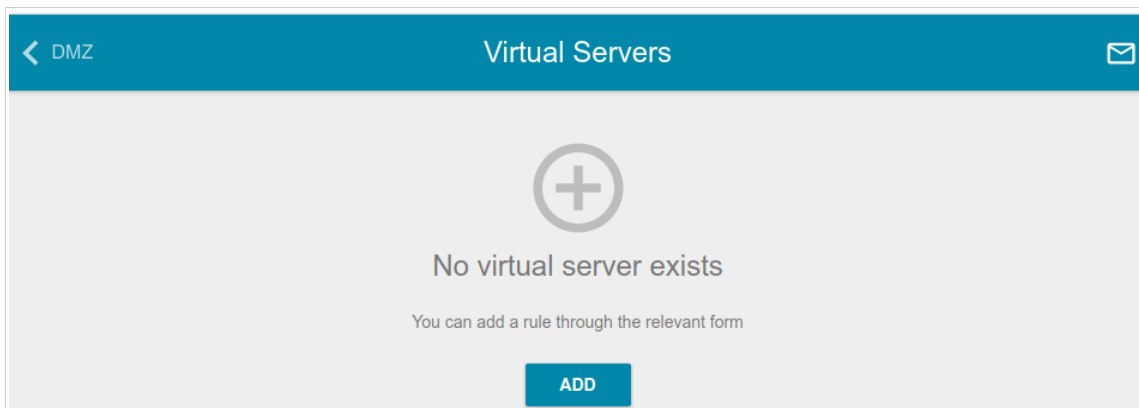 DMZ
Virtual Servers
No virtual server exists
You can add a rule through the relevant form
ADD